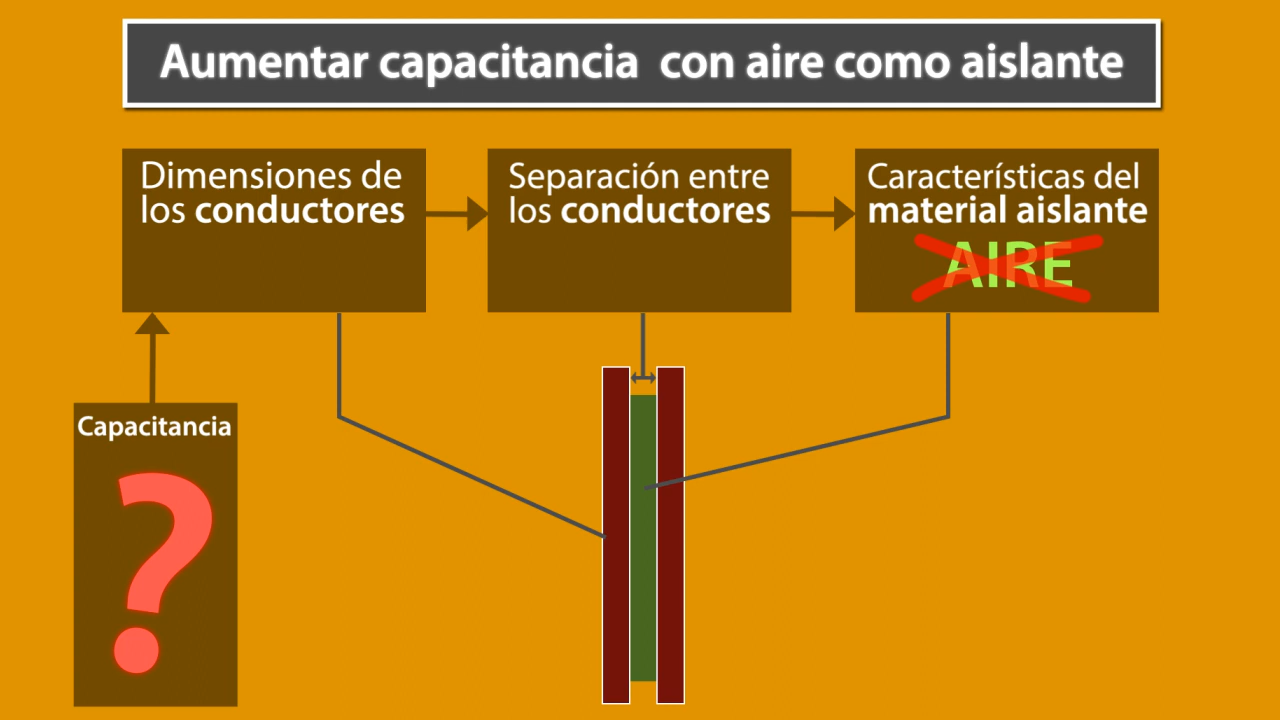 Aumentar capacitancia con aire como aislante
Dimensiones de
los conductores
Separación entre
los conductores
Características del
material aislante
AIRE
Capacitancia
?